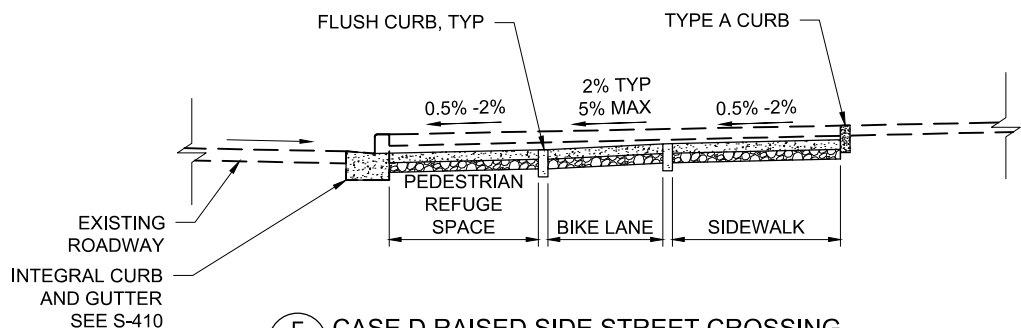 FLUSH CURB, TYP
TYPE A CURB
2% TYP
5% MAX
0.5% -2%
0.5% -2%
PEDESTRIAN
REFUGE
SPACE
BIKE LANE
SIDEWALK
EXISTING
ROADWAY
INTEGRAL CURB
AND GUTTER
SEE S-410
CASE D RAISED SIDE STREET CROSSING